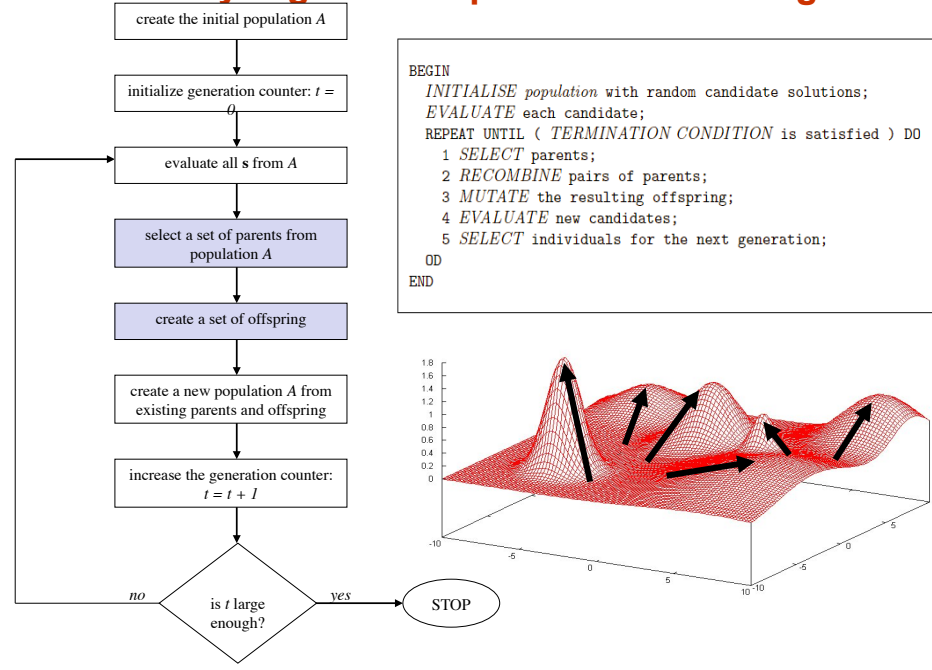 create the initial population A
initialize generation counter: t =
0
evaluate all s from A
select a set of parents from
population A
create a set of offspring
create a new population A from
existing parents and offspring
increase the generation counter:
t = t + 1
no
is t large
enough?
yes
STOP
BEGIN
INITIALISE population with random candidate solutions;
EVALUATE each candidate;
REPEAT UNTIL ( TERMINATION CONDITION is satisfied ) DO
1 SELECT parents;
2 RECOMBINE pairs of parents;
3 MUTATE the resulting offspring;
4 EVALUATE new candidates;
5 SELECT individuals for the next generation;
OD
END
1.8
1.6
1.4
1.2
1
0.8
0.6
0.4
0.2
0
-10
-5
0
5
10
-10
-5
0
5